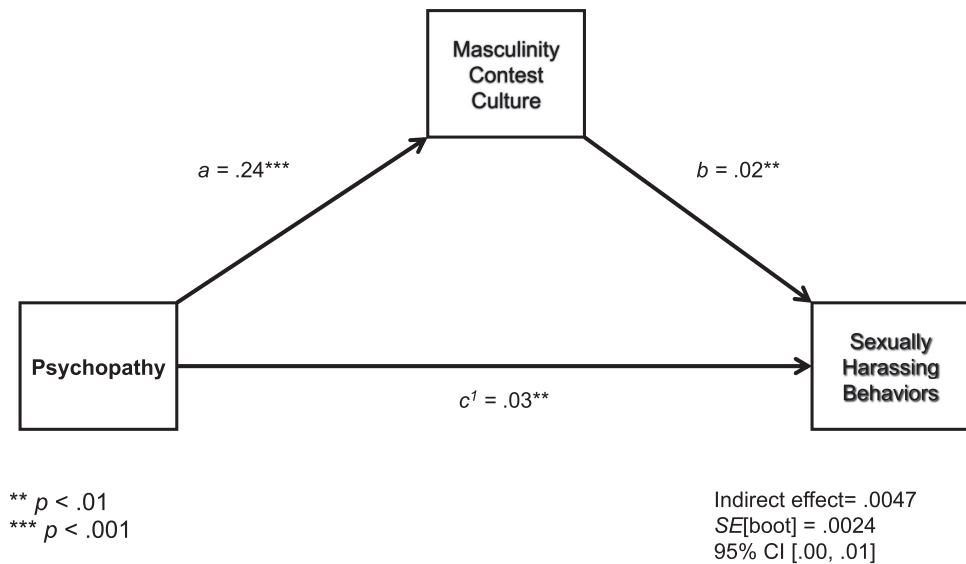 Masculinity
Contest
Culture
a = .24***
b = .02**
Psychopathy
Sexually
Harassing
Behaviors
c¹ = .03**
** p < .01
*** p < .001
Indirect effect= .0047
SE[boot] = .0024
95% CI [.00, .01]